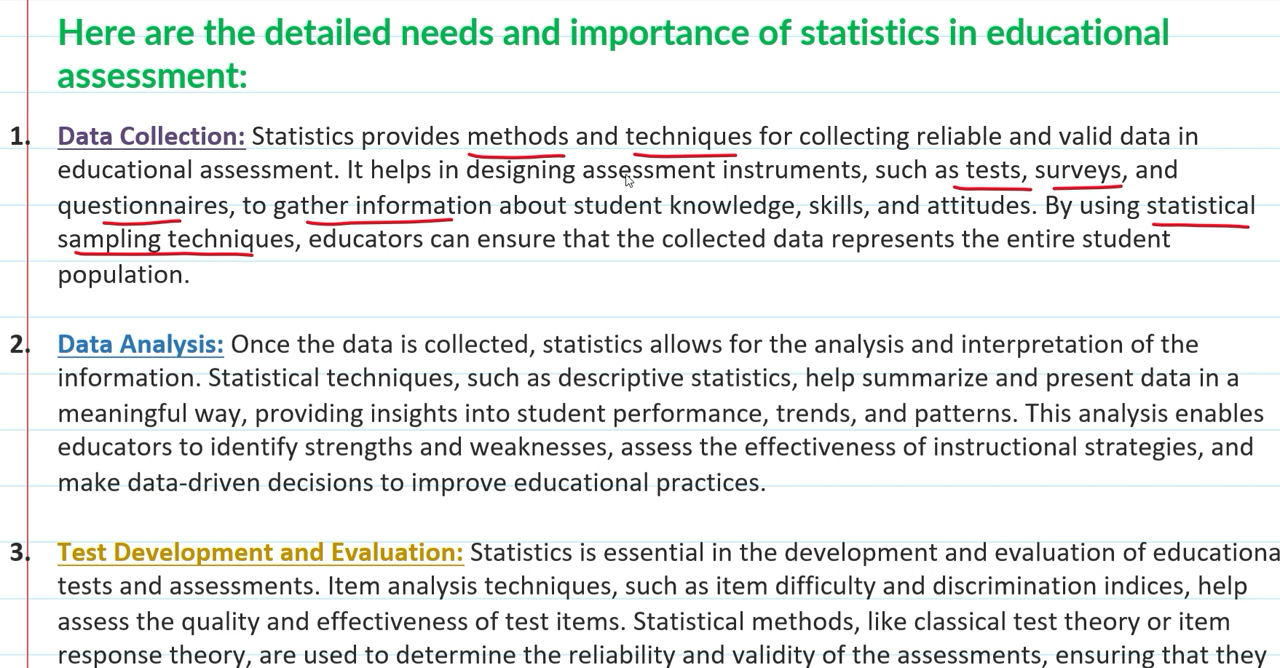 Here are the detailed needs and importance of statistics in educational
assessment:
1. Data Collection: Statistics provides methods and techniques for collecting reliable and valid data in
educational assessment. It helps in designing assessment instruments, such as tests, surveys, and
questionnaires, to gather information about student knowledge, skills, and attitudes. By using statistical
sampling techniques, educators can ensure that the collected data represents the entire student
population.
2. Data Analysis: Once the data is collected, statistics allows for the analysis and interpretation of the
information. Statistical techniques, such as descriptive statistics, help summarize and present data in a
meaningful way, providing insights into student performance, trends, and patterns. This analysis enables
educators to identify strengths and weaknesses, assess the effectiveness of instructional strategies, and
make data-driven decisions to improve educational practices.
3. Test Development and Evaluation: Statistics is essential in the development and evaluation of educationa
tests and assessments. Item analysis techniques, such as item difficulty and discrimination indices, help
assess the quality and effectiveness of test items. Statistical methods, like classical test theory or item
response theory, are used to determine the reliability and validity of the assessments, ensuring that they